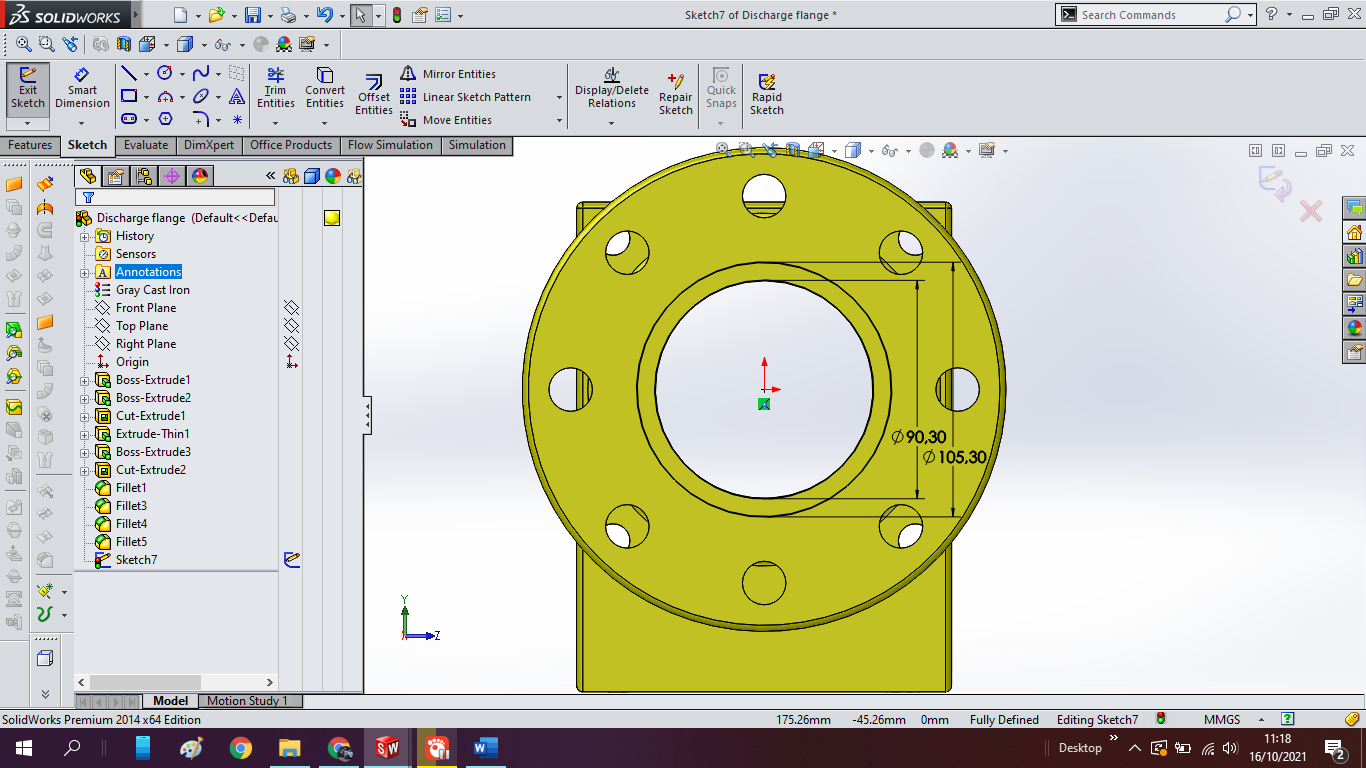 SOLIDWORKS
Sketch7 of Discharge flange *
Search Commands
Exit Sketch
Smart Dimension
Trim Entities
Convert Entities
Offset Entities
Mirror Entities
Linear Sketch Pattern
Move Entities
Display/Delete Relations
Repair Sketch
Quick Snaps
Rapid Sketch
Features Sketch Evaluate DimXpert Office Products Flow Simulation Simulation
Discharge flange (Default<<Defau
History
Sensors
A Annotations
Gray Cast Iron
Front Plane
Top Plane
Right Plane
Origin
Boss-Extrude1
Boss-Extrude2
Cut-Extrude1
Extrude-Thin1
Boss-Extrude3
Cut-Extrude2
Fillet1
Fillet3
Fillet4
Fillet5
Sketch7
∅90,30
∅105,30
Y
Z
Model Motion Study 1
SolidWorks Premium 2014 x64 Edition 175.26mm -45.26mm 0mm Fully Defined Editing Sketch7 MMGS
Desktop
11:18
16/10/2021
2